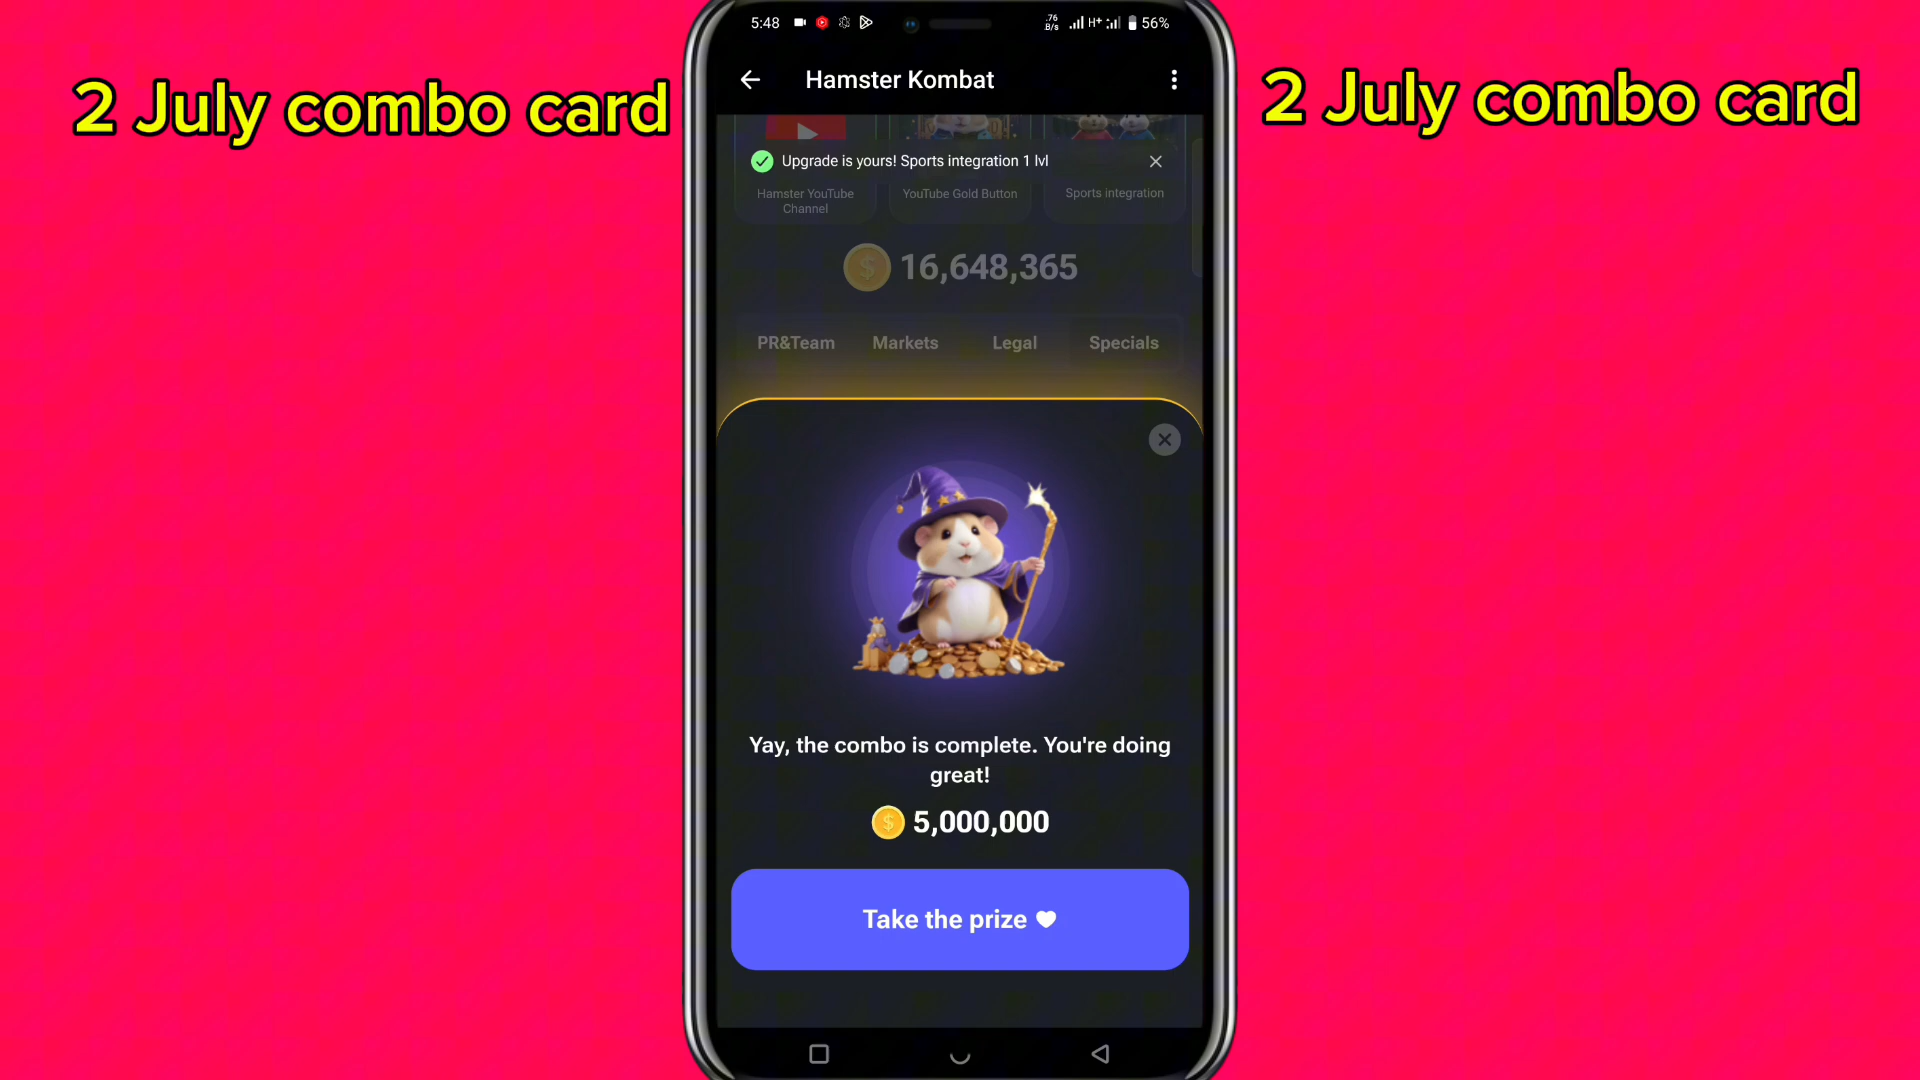 5:48
.76
B/s
H+
56%
2 July combo card
Hamster Kombat
2 July combo card
Upgrade is yours! Sports integration 1 lvl
Hamster YouTube
Channel
YouTube Gold Button
Sports integration
16,648,365
PR&Team
Markets
Legal
Specials
Yay, the combo is complete. You're doing
great!
5,000,000
Take the prize